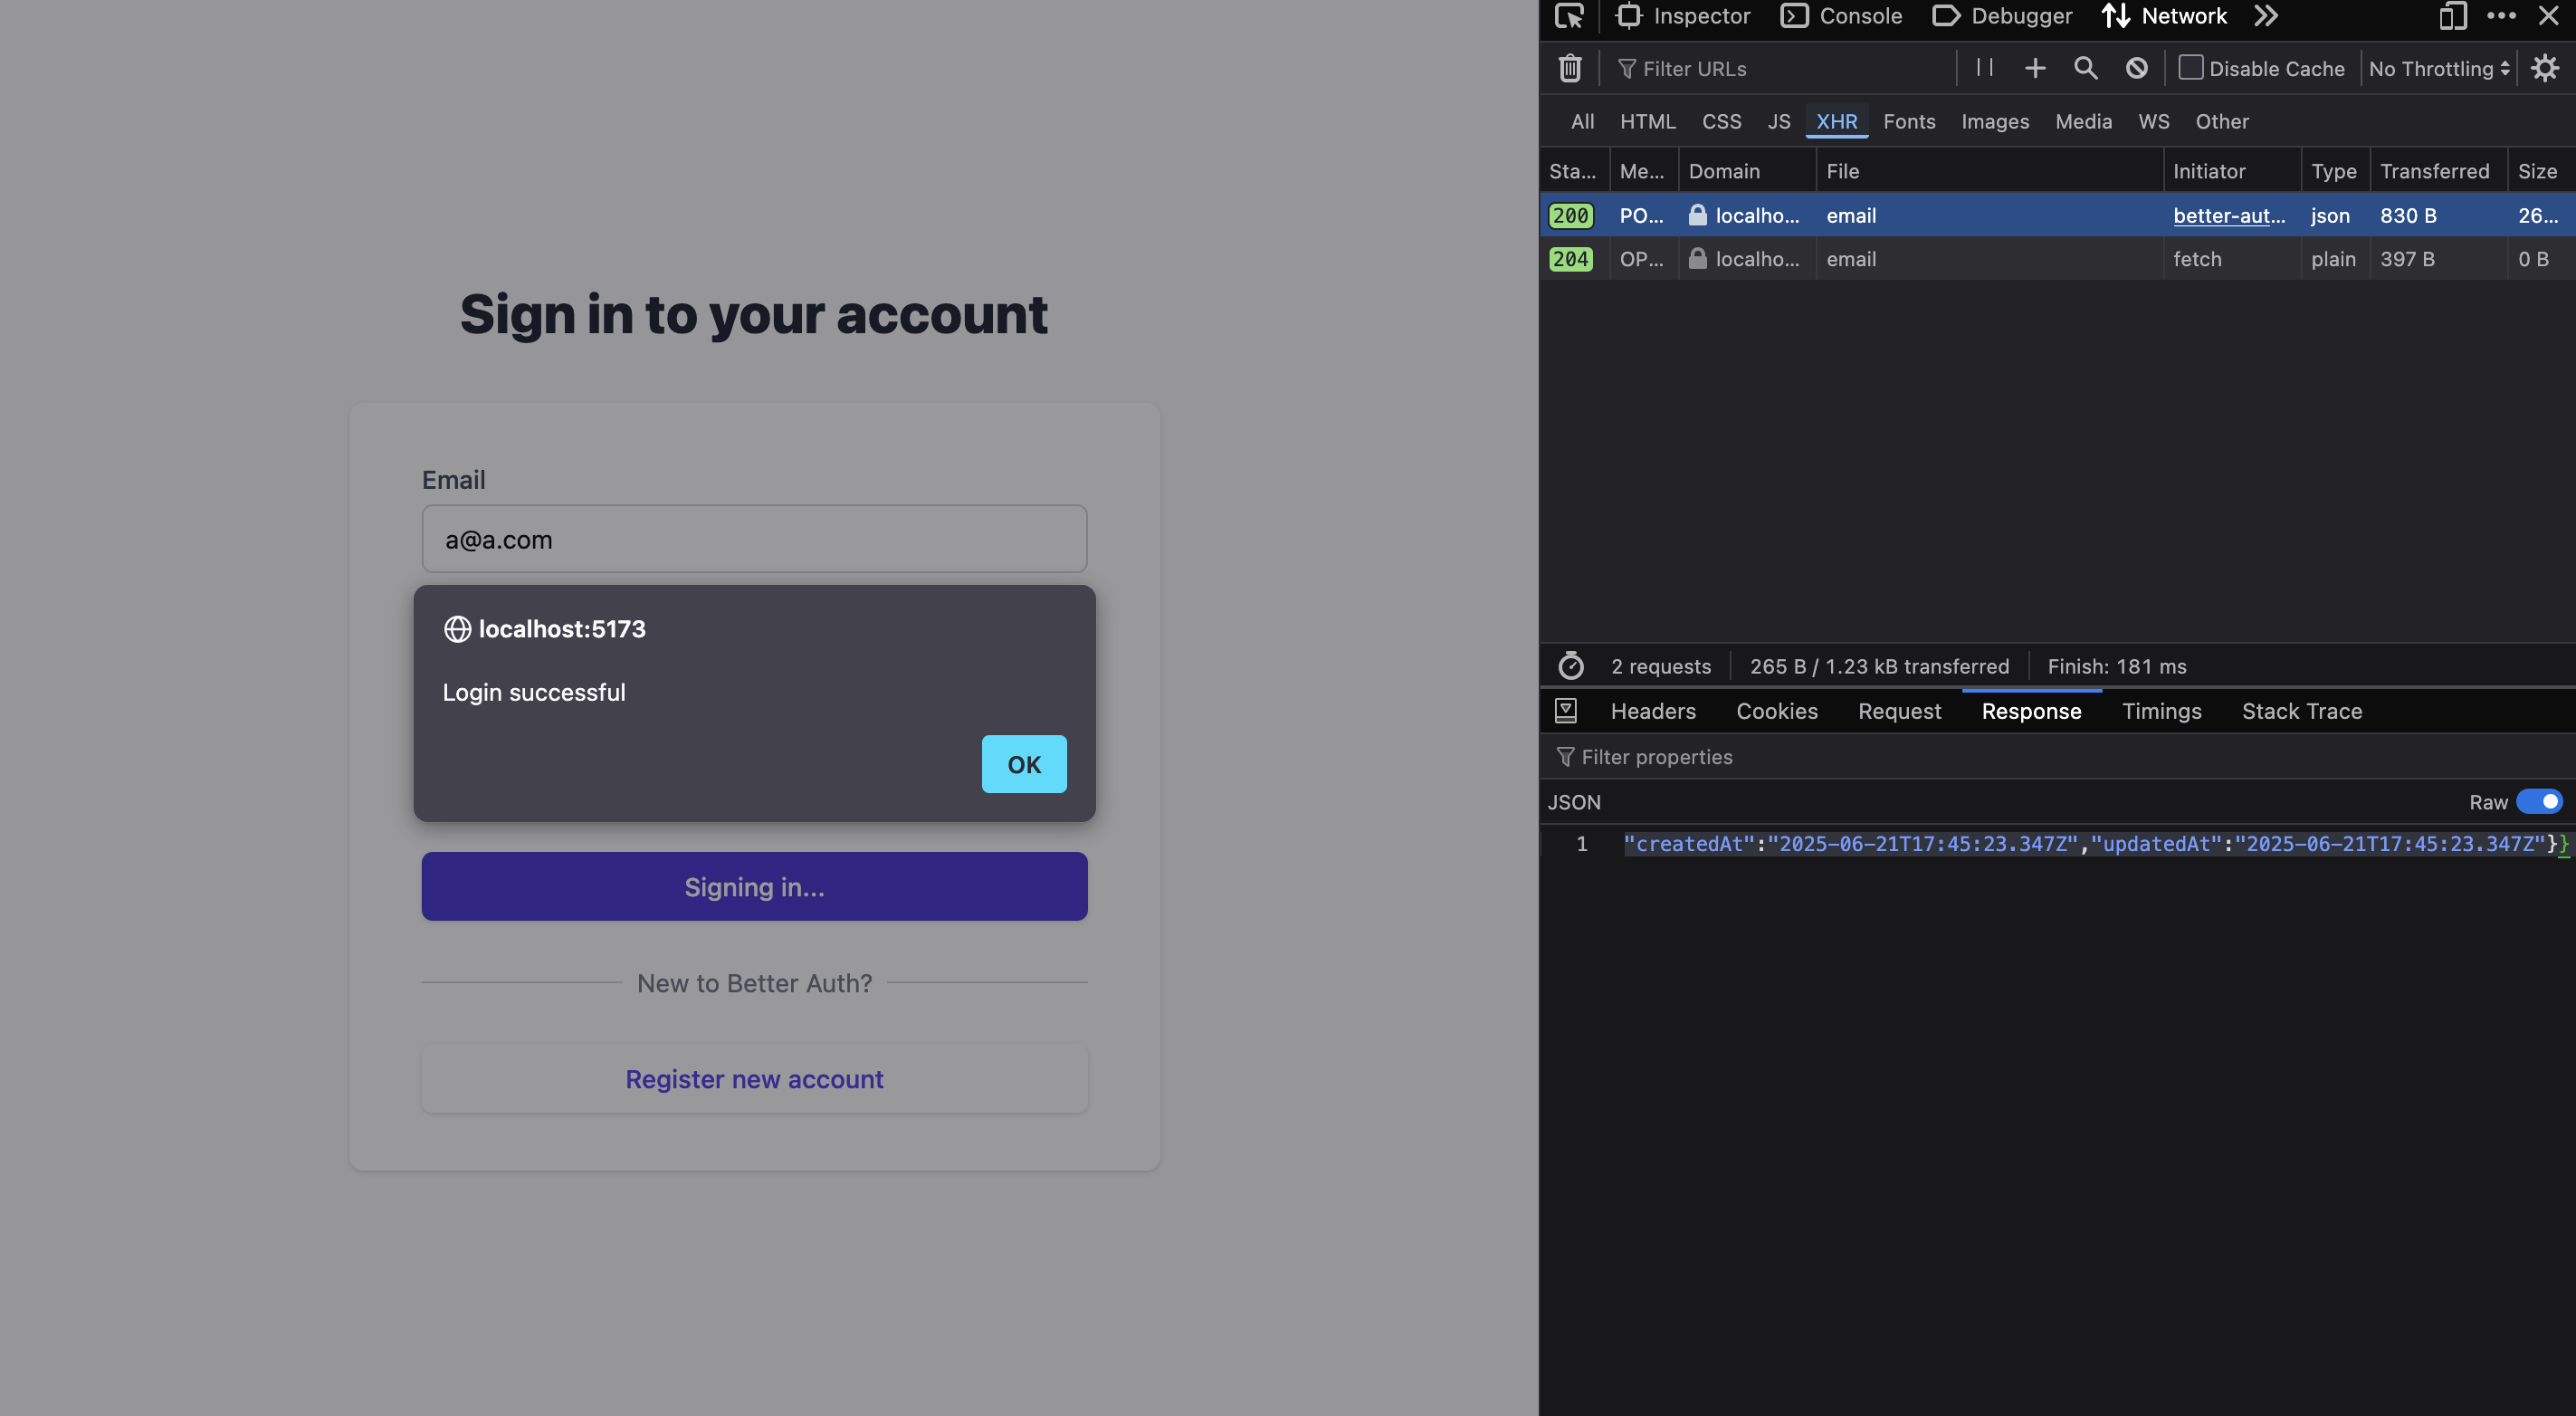 Sign in to your account
Email
a@a.com
localhost:5173
Login successful
OK
Signing in...
New to Better Auth?
Register new account
Inspector Console Debugger Network
Filter URLs Disable Cache No Throttling
All HTML CSS JS XHR Fonts Images Media WS Other
Sta... Me... Domain File Initiator Type Transferred Size
200 PO... localho... email better-aut... json 830 B 26...
204 OP... localho... email fetch plain 397 B 0 B
2 requests 265 B / 1.23 kB transferred Finish: 181 ms
Headers Cookies Request Response Timings Stack Trace
Filter properties
JSON Raw
1 "createdAt":"2025-06-21T17:45:23.347Z","updatedAt":"2025-06-21T17:45:23.347Z"}}